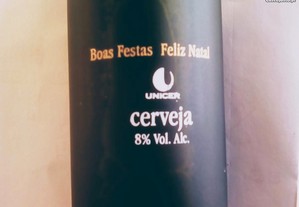 Boas Festas Feliz Natal
UNICER
cerveja
8% Vol. Alc.